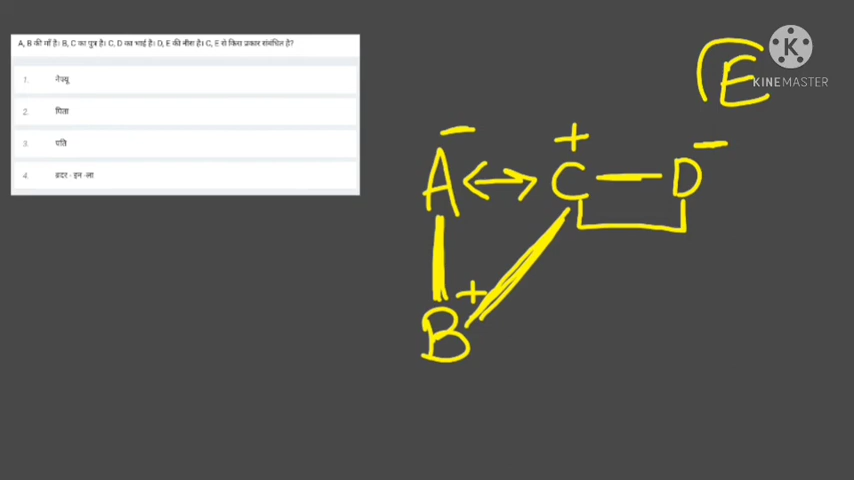 A, B की माँ है। B, C का पुत्र है। C, D का भाई है। D, E की नीस है। C, E से किस प्रकार संबंधित है?
1. नेफ्यू
2. पिता
3. पति
4. ब्रदर - इन -ला
E
K
KINEMASTER
A C D
B